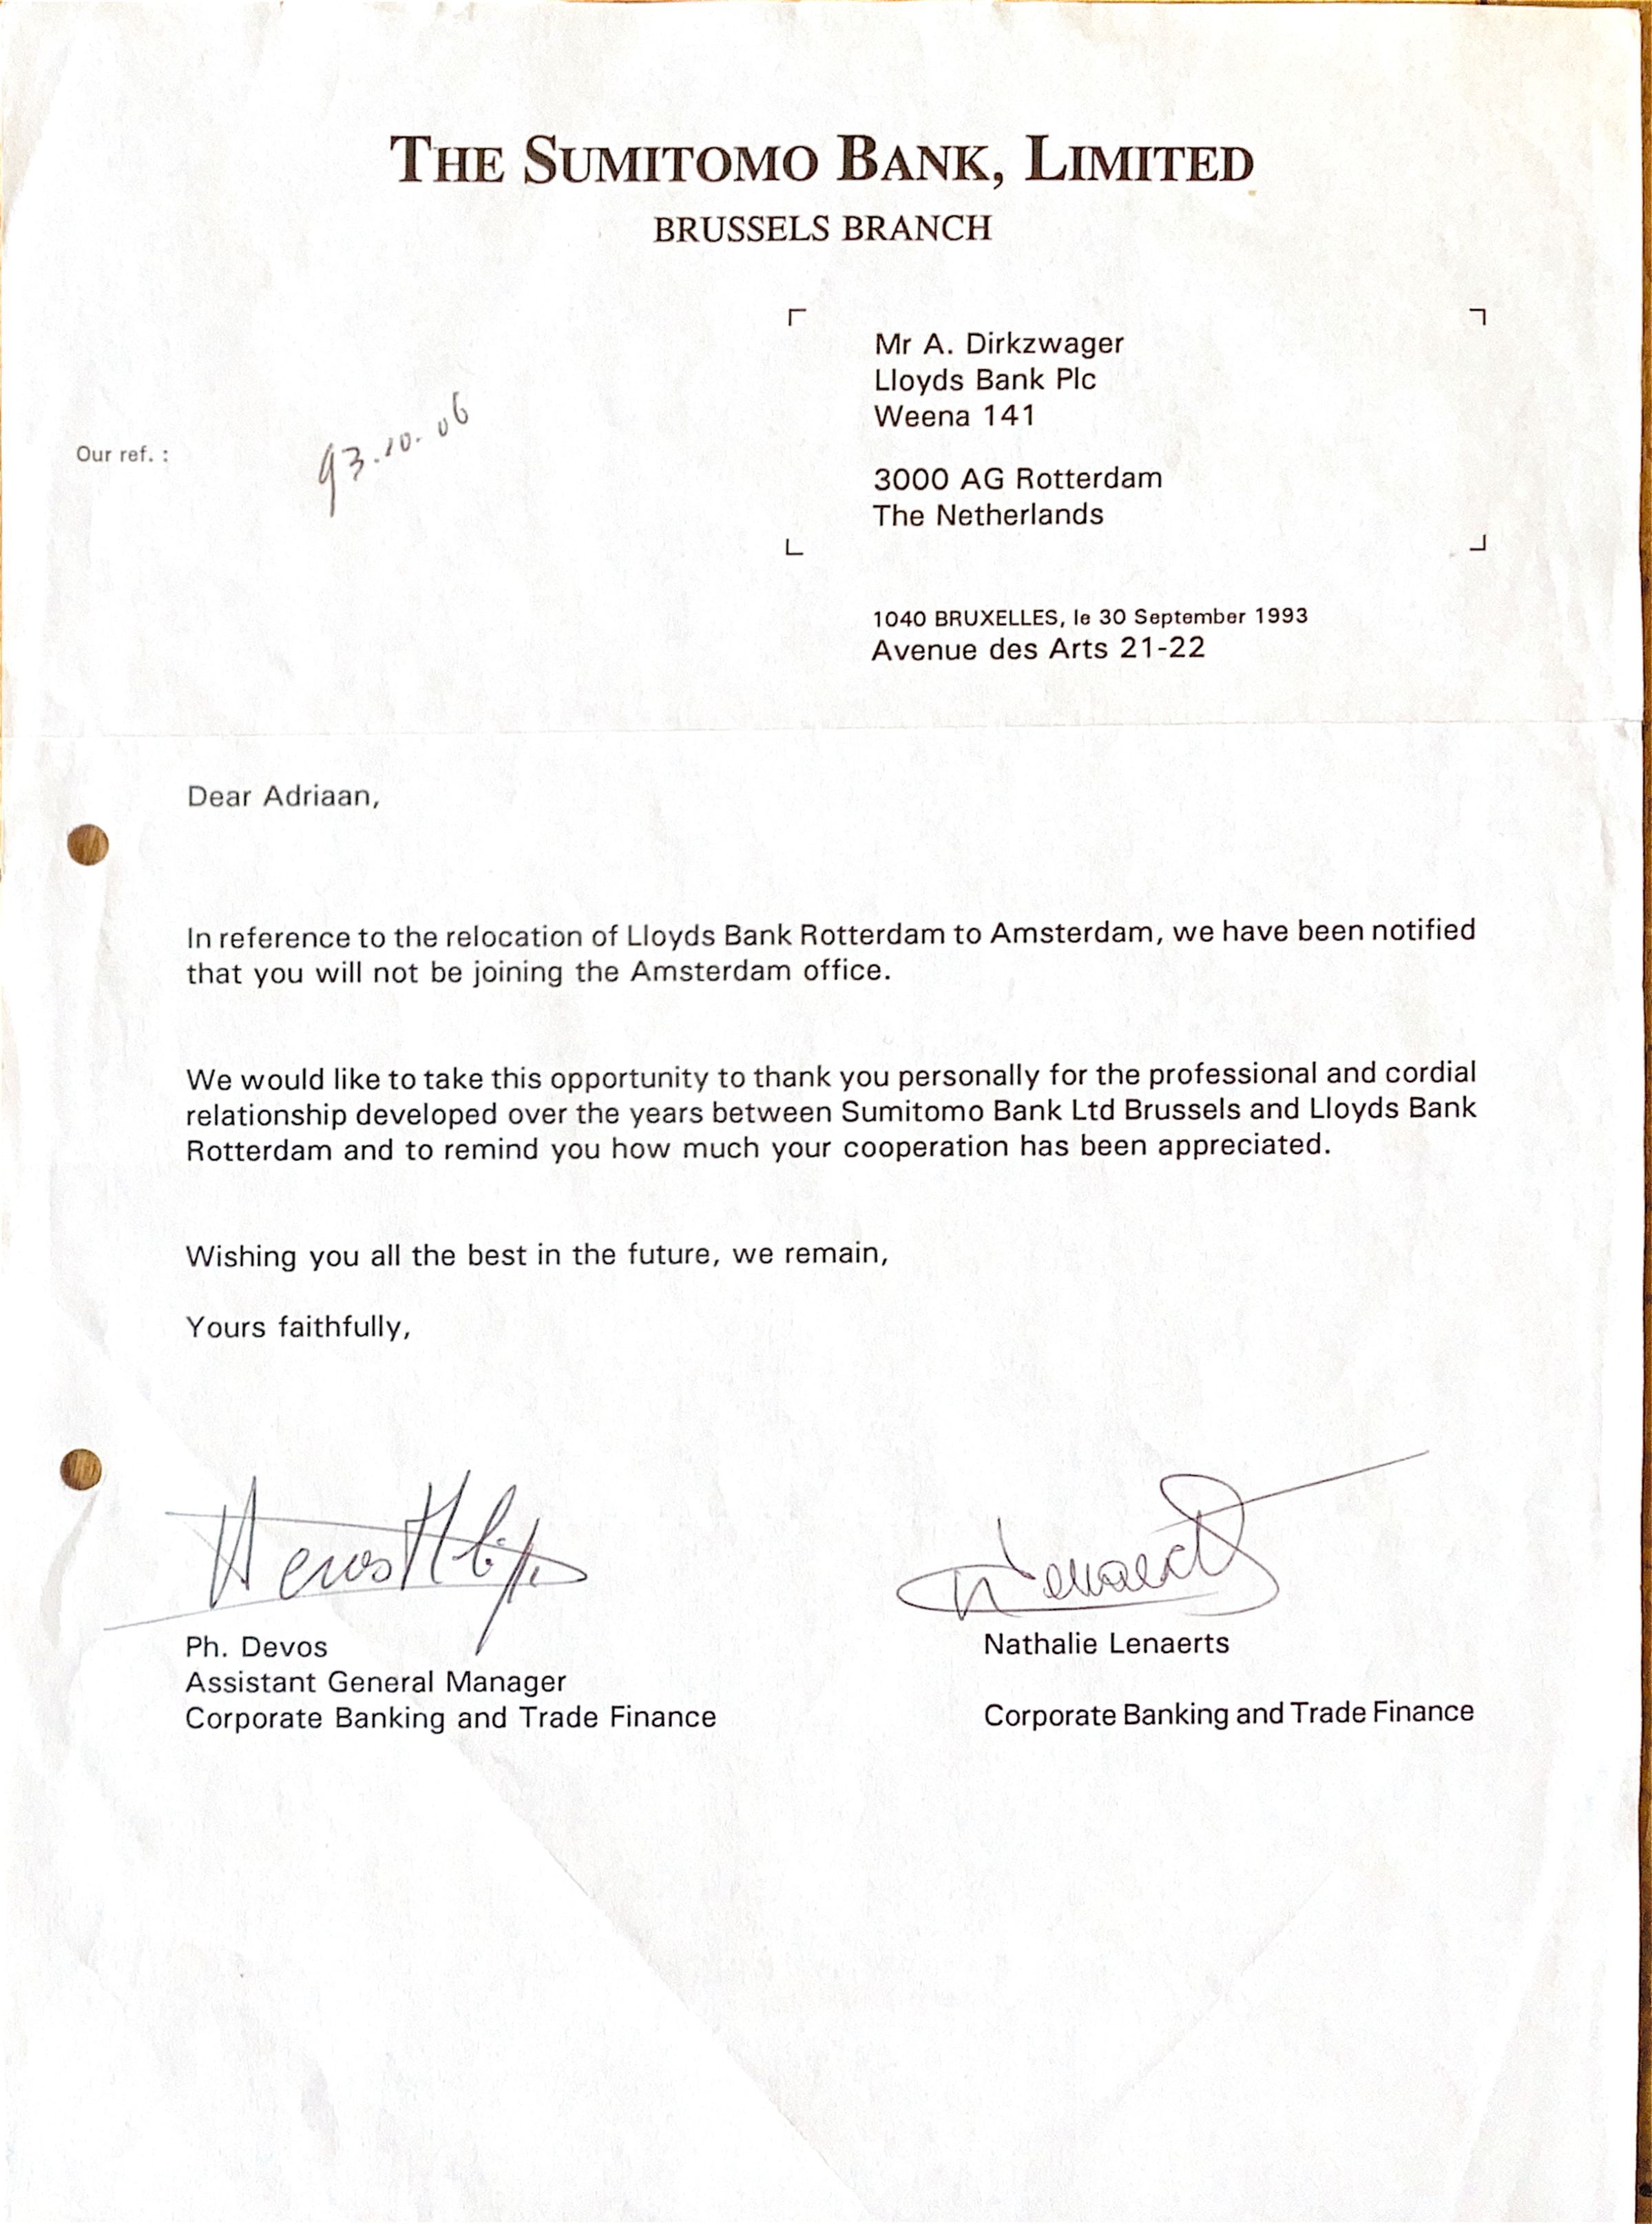 THE SUMITOMO BANK, LIMITED
BRUSSELS BRANCH
Mr A. Dirkzwager
Lloyds Bank Plc
Weena 141
Our ref. :
93.10.06
3000 AG Rotterdam
The Netherlands
1040 BRUXELLES, le 30 September 1993
Avenue des Arts 21-22
Dear Adriaan,
In reference to the relocation of Lloyds Bank Rotterdam to Amsterdam, we have been notified
that you will not be joining the Amsterdam office.
We would like to take this opportunity to thank you personally for the professional and cordial
relationship developed over the years between Sumitomo Bank Ltd Brussels and Lloyds Bank
Rotterdam and to remind you how much your cooperation has been appreciated.
Wishing you all the best in the future, we remain,
Yours faithfully,
Ph. Devos
Assistant General Manager
Corporate Banking and Trade Finance
Nathalie Lenaerts
Corporate Banking and Trade Finance